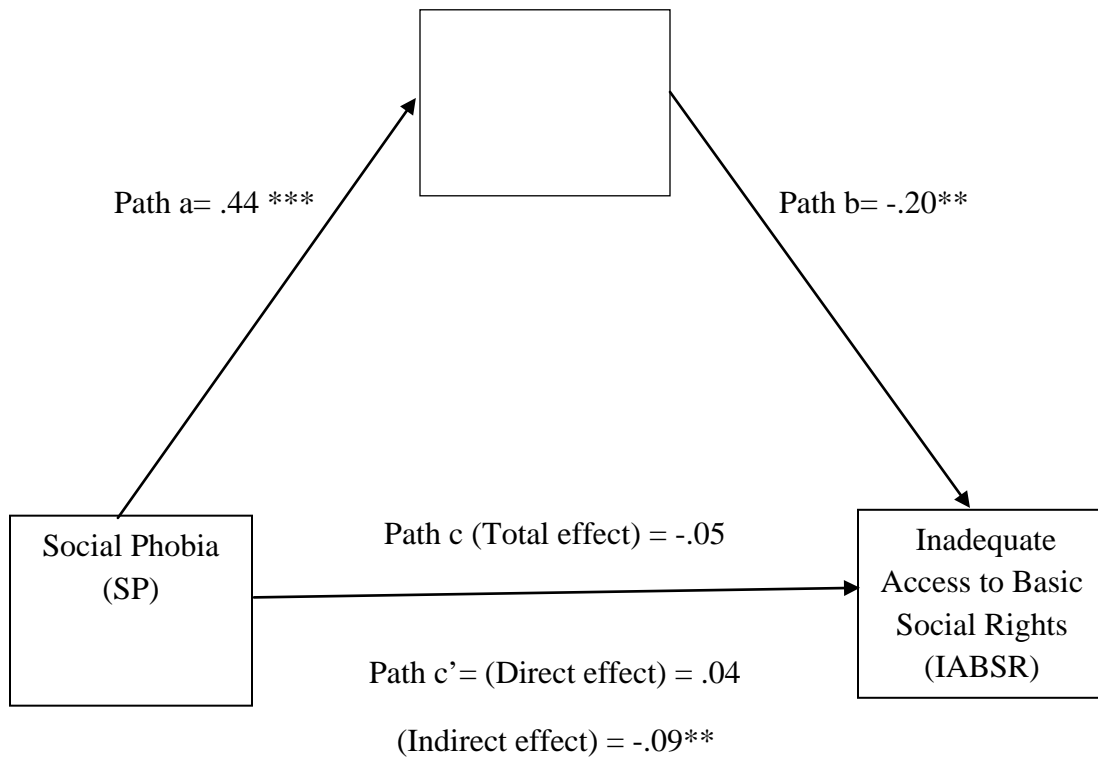 Path a= .44 ***
Path b= -.20**
Social Phobia
(SP)
Path c (Total effect) = -.05
Inadequate
Access to Basic
Social Rights
(IABSR)
Path c’= (Direct effect) = .04
(Indirect effect) = -.09**